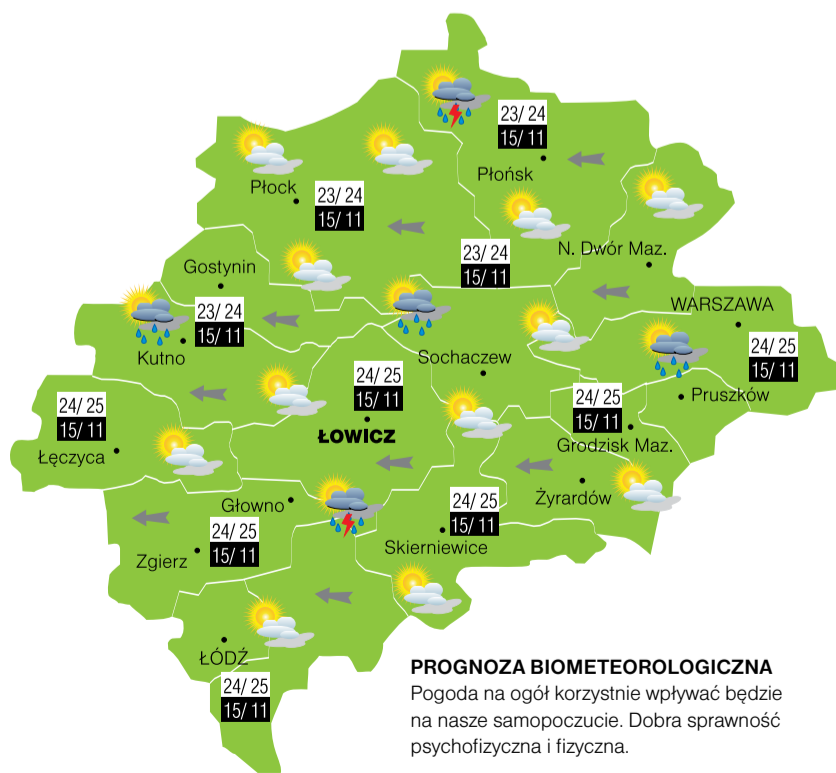 23/ 24
15/ 11
Płońsk
Płock
23/ 24
15/ 11
N. Dwór Maz.
23/ 24
15/ 11
Gostynin
WARSZAWA
23/ 24
15/ 11
Kutno
24/ 25
15/ 11
Sochaczew
24/ 25
15/ 11
Pruszków
24/ 25
15/ 11
ŁOWICZ
24/ 25
15/ 11
Grodzisk Maz.
Łęczyca
Głowno
Żyrardów
24/ 25
15/ 11
Skierniewice
24/ 25
15/ 11
Zgierz
ŁÓDŹ
24/ 25
15/ 11
PROGNOZA BIOMETEOROLOGICZNA
Pogoda na ogół korzystnie wpływać będzie
na nasze samopoczucie. Dobra sprawność
psychofizyczna i fizyczna.